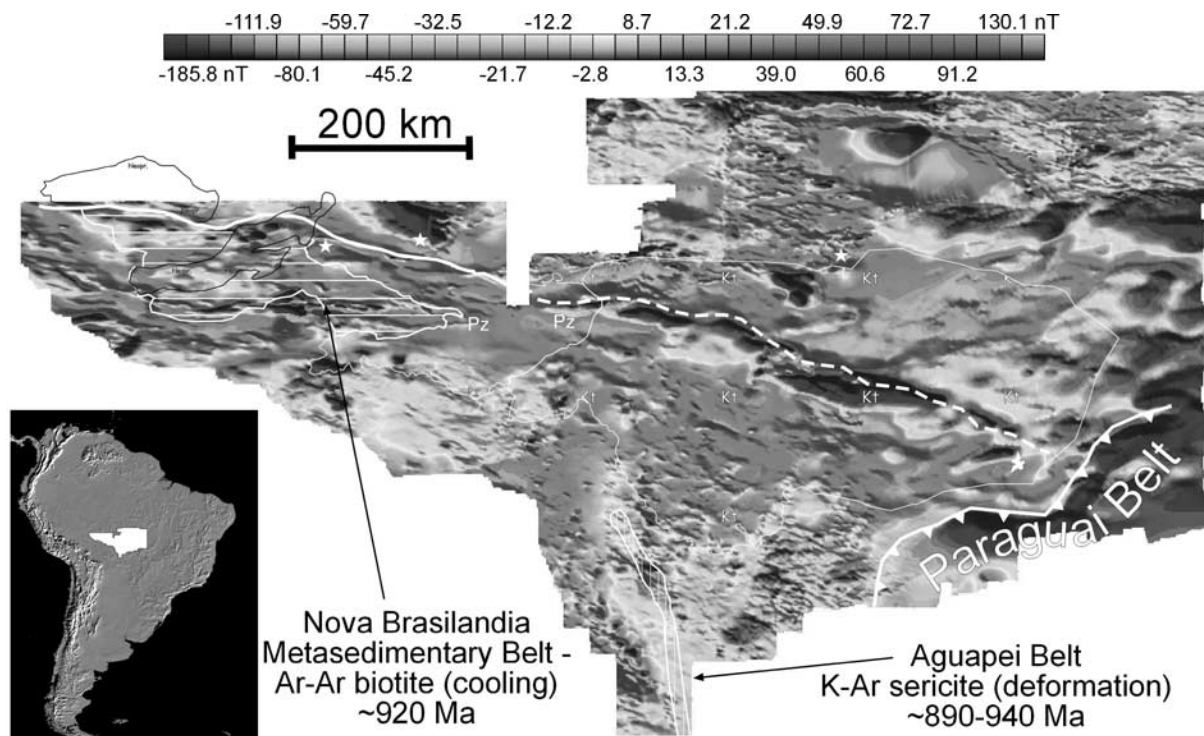 -111.9 -59.7 -32.5 -12.2 8.7 21.2 49.9 72.7 130.1 nT
-185.8 nT -80.1 -45.2 -21.7 -2.8 13.3 39.0 60.6 91.2
200 km
Kt Kt
Pz Pz
Kt Kt Kt Kt
Kt
Paraguai Belt
Nova Brasilandia
Metasedimentary Belt -
Ar-Ar biotite (cooling)
~920 Ma
Aguapei Belt
K-Ar sericite (deformation)
~890-940 Ma